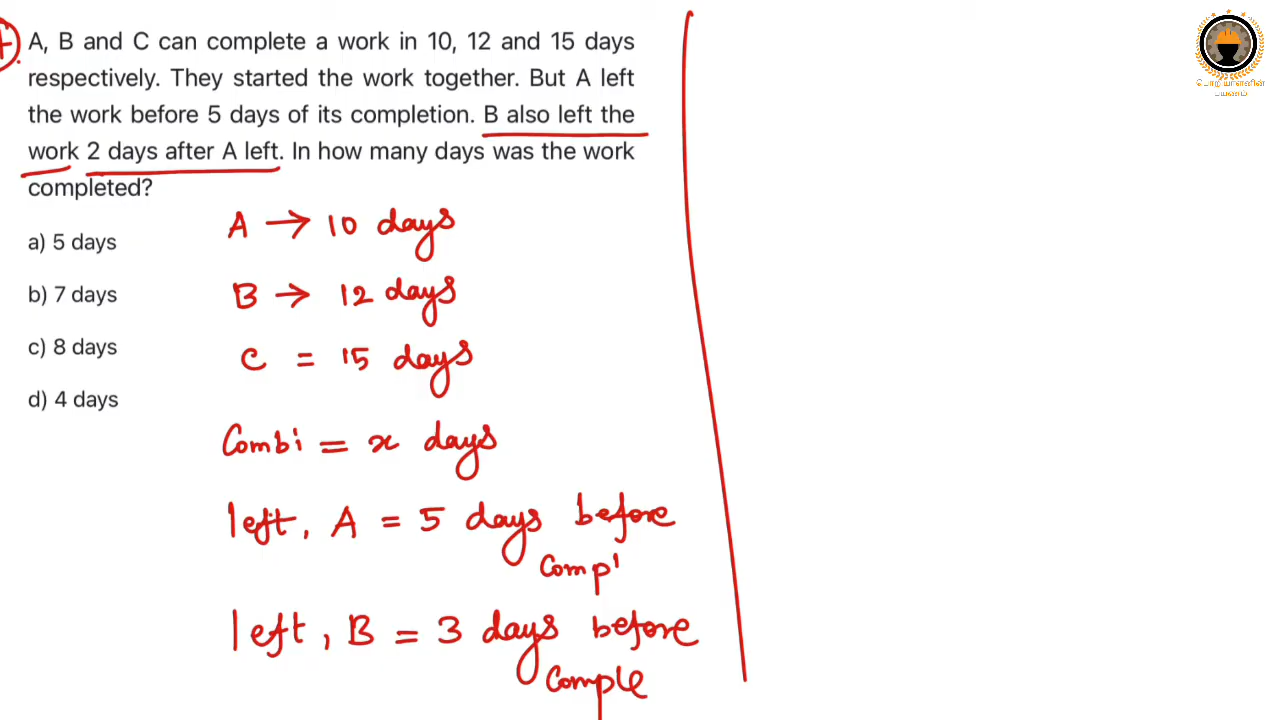 A, B and C can complete a work in 10, 12 and 15 days
respectively. They started the work together. But A left
the work before 5 days of its completion. B also left the
work 2 days after A left. In how many days was the work
completed?
a) 5 days
b) 7 days
c) 8 days
d) 4 days
A → 10 days
B → 12 days
C = 15 days
Combi = x days
left, A = 5 days before
Comp'
left, B = 3 days before
Comple
பொறியாளனின்
பயணம்